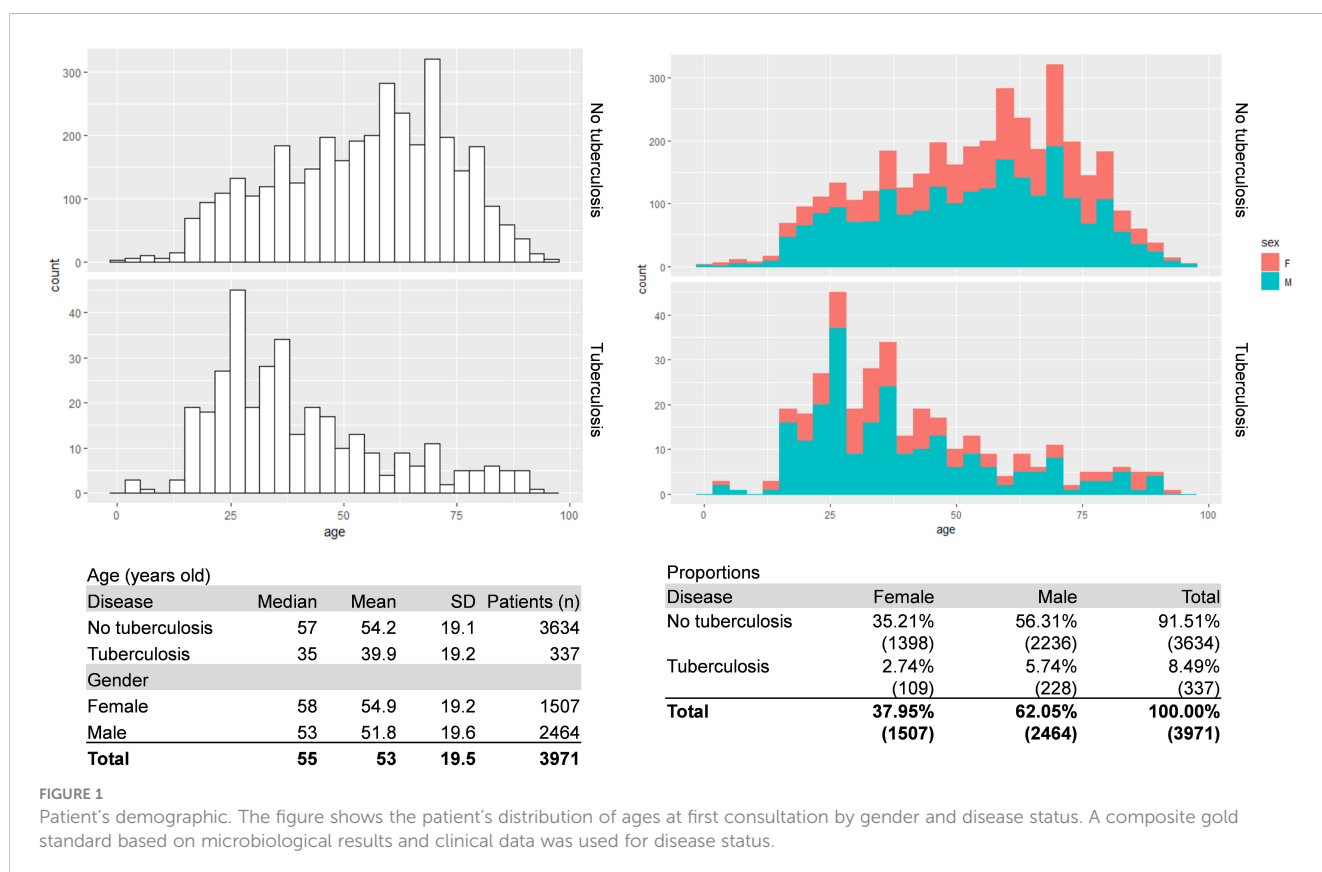 300
200
100
0
No tuberculosis
count
40
30
20
10
0
Tuberculosis
0 25 50 75 100
age
300
200
100
0
No tuberculosis
count
40
30
20
10
0
Tuberculosis
0 25 50 75 100
age
sex
F
M
Age (years old)
Disease Median Mean SD Patients (n)
No tuberculosis 57 54.2 19.1 3634
Tuberculosis 35 39.9 19.2 337
Gender
Female 58 54.9 19.2 1507
Male 53 51.8 19.6 2464
Total 55 53 19.5 3971
Proportions
Disease Female Male Total
No tuberculosis 35.21% 56.31% 91.51%
(1398) (2236) (3634)
Tuberculosis 2.74% 5.74% 8.49%
(109) (228) (337)
Total 37.95% 62.05% 100.00%
(1507) (2464) (3971)
FIGURE 1
Patient's demographic. The figure shows the patient's distribution of ages at first consultation by gender and disease status. A composite gold
standard based on microbiological results and clinical data was used for disease status.